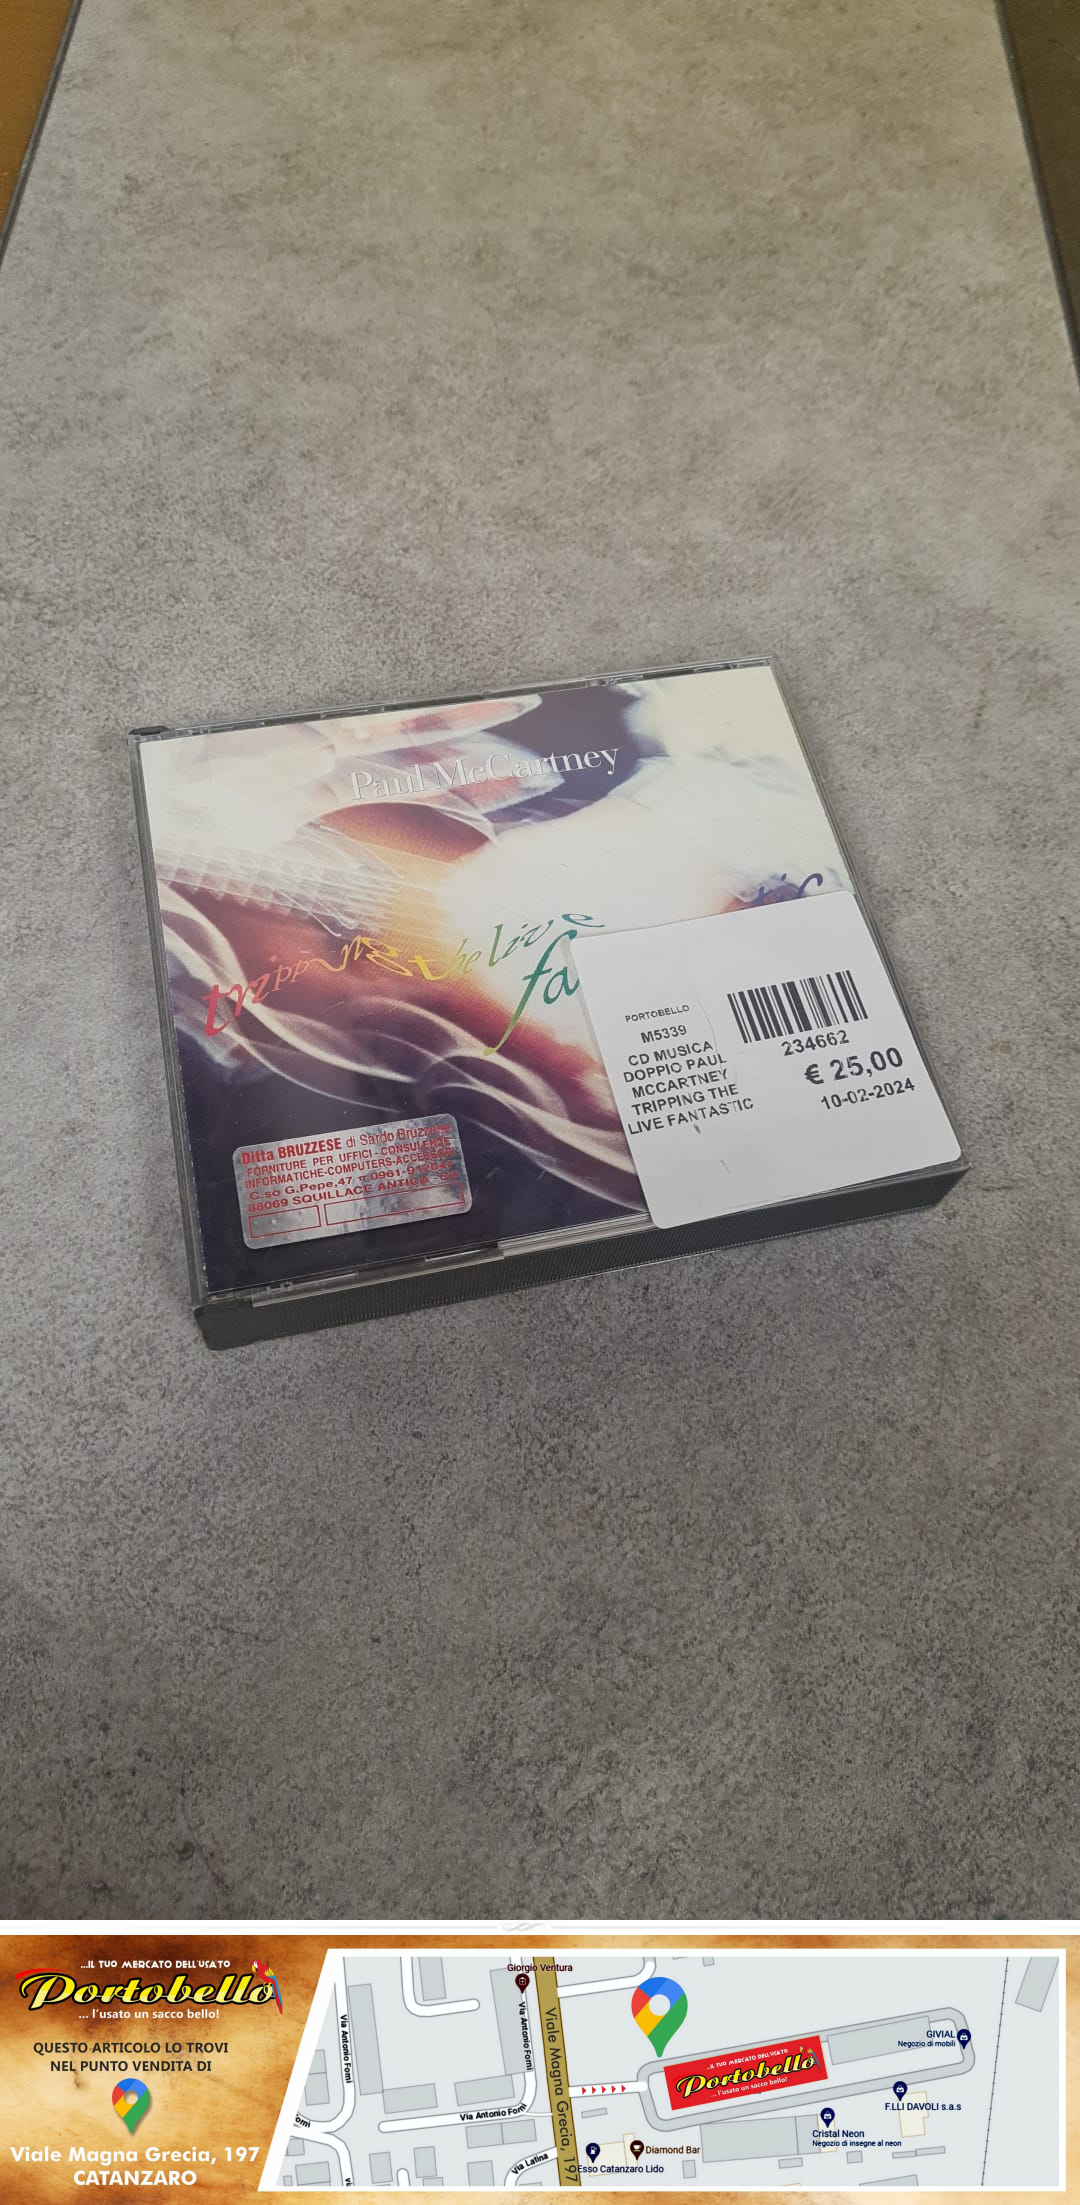 Paul McCartney
tripping the live
fa
tic
PORTOBELLO
M5339
CD MUSICA
DOPPIO PAUL
MCCARTNEY
TRIPPING THE
LIVE FANTASTIC
234662
€ 25,00
10-02-2024
Ditta BRUZZESE di Sardo Bruzzese
FORNITURE PER UFFICI - CONSULENZE
INFORMATICHE-COMPUTERS-ACCESSORI
C.so G.Pepe,47
88069 SQUILLACE ANTICA
...IL TUO MERCATO DELL'USATO
Portobello
... l'usato un sacco bello!
QUESTO ARTICOLO LO TROVI
NEL PUNTO VENDITA DI
Viale Magna Grecia, 197
CATANZARO
Giorgio Ventura
Via Antonio Forni
Via Antonio Forni
Viale Magna Grecia, 197
Via Antonio Forni
orni
Via Latina
Vi
...IL TUO MERCATO DELL'USATO
Portobello
... l'usato un sacco bello!
GIVIAL
Negozio di mobili
F.LLI DAVOLI s.a.s
Cristal Neon
Negozio di insegne al neon
Diamond Bar
Esso Catanzaro Lido